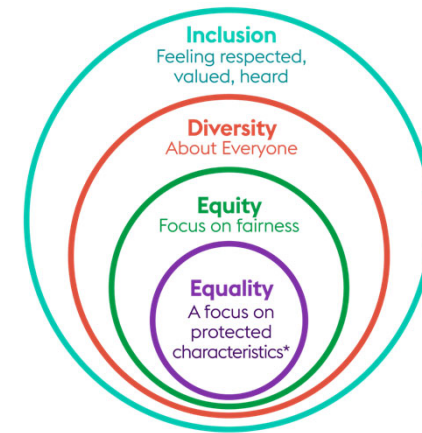 Inclusion
Feeling respected,
valued, heard
Diversity
About Everyone
Equity
Focus on fairness
Equality
A focus on
protected
characteristics*